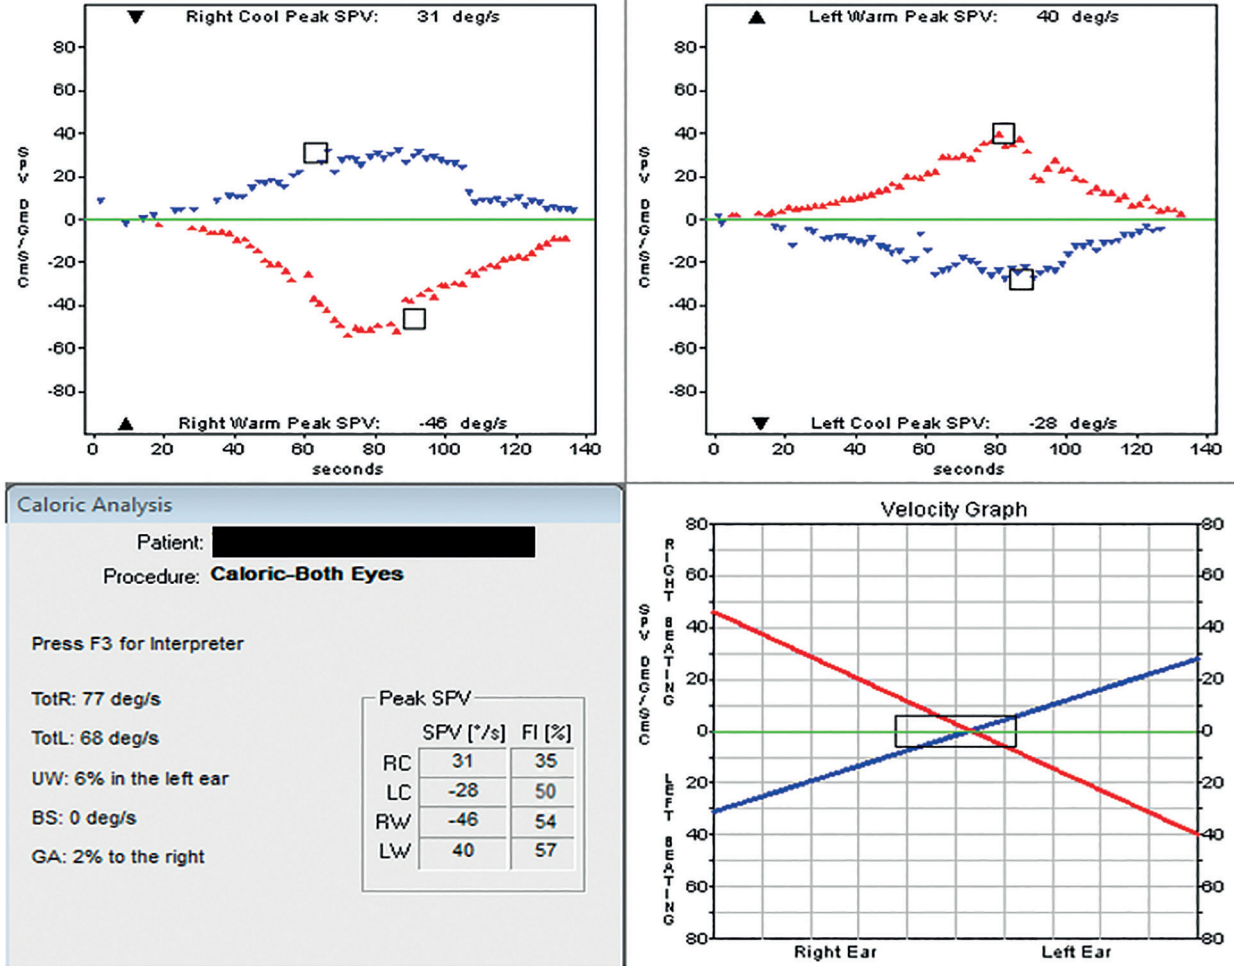 ▼ Right Cool Peak SPV: 31 deg/s
80
60
40
20
0
-20
-40
-60
-80
SPV DEG/SEC
▲ Right Warm Peak SPV: -46 deg/s
0 20 40 60 80 100 120 140
seconds
▲ Left Warm Peak SPV: 40 deg/s
80
60
40
20
0
-20
-40
-60
-80
SPV DEG/SEC
▼ Left Cool Peak SPV: -28 deg/s
0 20 40 60 80 100 120 140
seconds
Caloric Analysis
Patient:
Procedure: Caloric-Both Eyes
Press F3 for Interpreter
TotR: 77 deg/s
TotL: 68 deg/s
UW: 6% in the left ear
BS: 0 deg/s
GA: 2% to the right
Peak SPV
SPV [°/s] FI [%]
RC 31 35
LC -28 50
RW -46 54
LW 40 57
Velocity Graph
SPV DEG/SEC
RIGHT BEATING
LEFT BEATING
80 80
60 60
40 40
20 20
0 0
20 20
40 40
60 60
80 80
Right Ear Left Ear